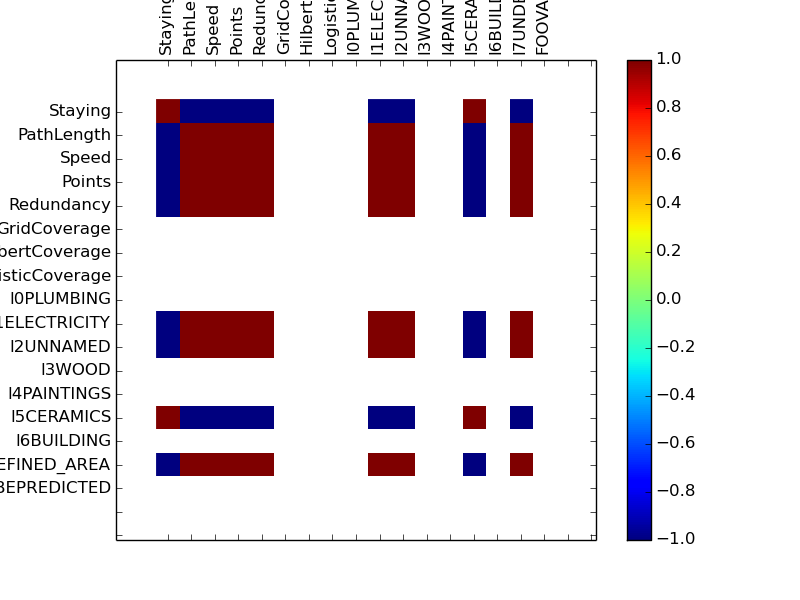 Staying
PathLe
Speed
Points
Redund
GridCo
Hilbert
Logistic
I0PLUM
I1ELEC
I2UNNA
I3WOO
I4PAINT
I5CERA
I6BUILD
I7UNDE
FOOVA
Staying
PathLength
Speed
Points
Redundancy
GridCoverage
bertCoverage
isticCoverage
I0PLUMBING
1ELECTRICITY
I2UNNAMED
I3WOOD
I4PAINTINGS
I5CERAMICS
I6BUILDING
EFINED_AREA
BEPREDICTED
1.0
0.8
0.6
0.4
0.2
0.0
−0.2
−0.4
−0.6
−0.8
−1.0